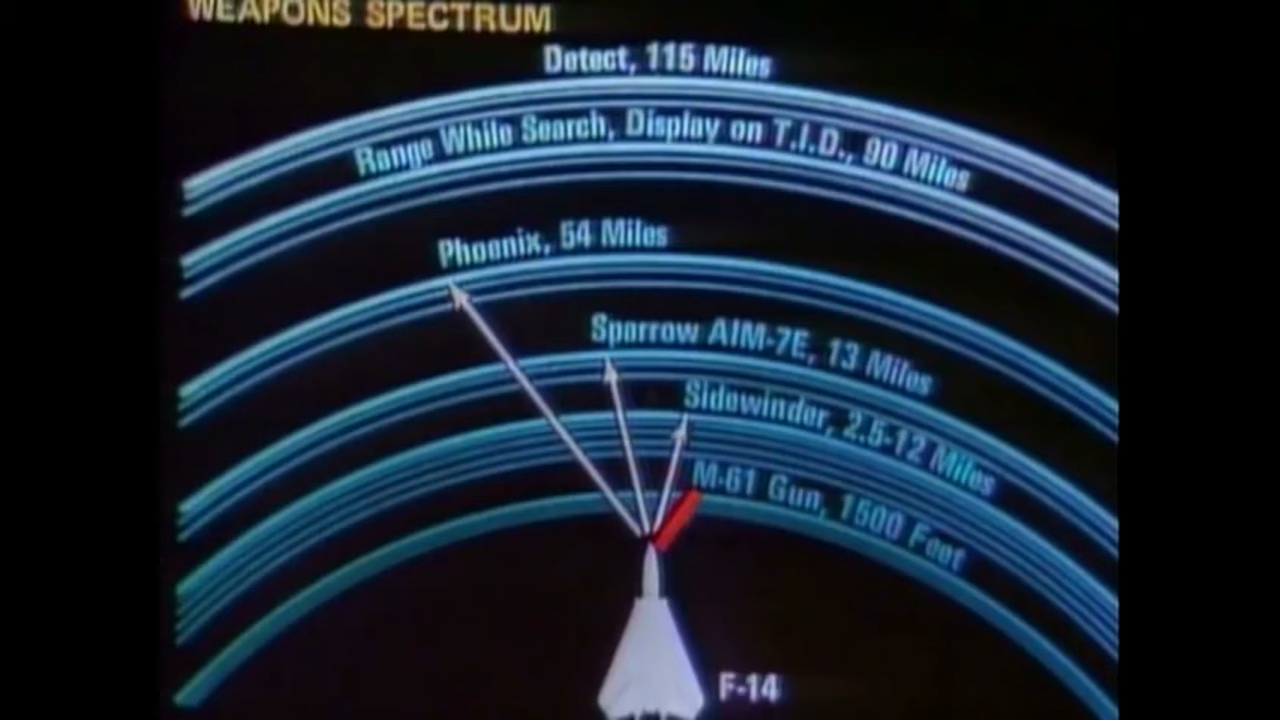 WEAPONS SPECTRUM
Detect, 115 Miles
Range While Search, Display on T.I.D., 90 Miles
Phoenix, 54 Miles
Sparrow AIM-7E, 13 Miles
Sidewinder, 2.5-12 Miles
M-61 Gun, 1500 Feet
F-14